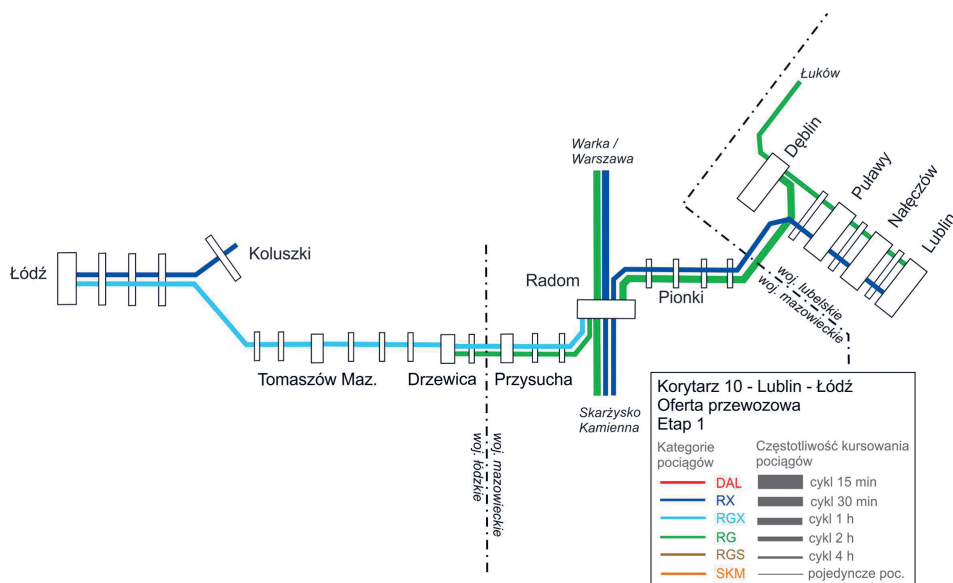 Łuków
Dęblin
Puławy
Nałęczów
Lublin
Warka /
Warszawa
Łódź
Koluszki
Radom
Pionki
woj. lubelskie
woj. mazowieckie
Tomaszów Maz.
Drzewica
Przysucha
Skarżysko
Kamienna
woj. łódzkie
woj. mazowieckie
Korytarz 10 - Lublin - Łódź
Oferta przewozowa
Etap 1
Kategorie
pociągów
Częstotliwość kursowania
pociągów
DAL
cykl 15 min
RX
cykl 30 min
RGX
cykl 1 h
RG
cykl 2 h
RGS
cykl 4 h
SKM
pojedyncze poc.